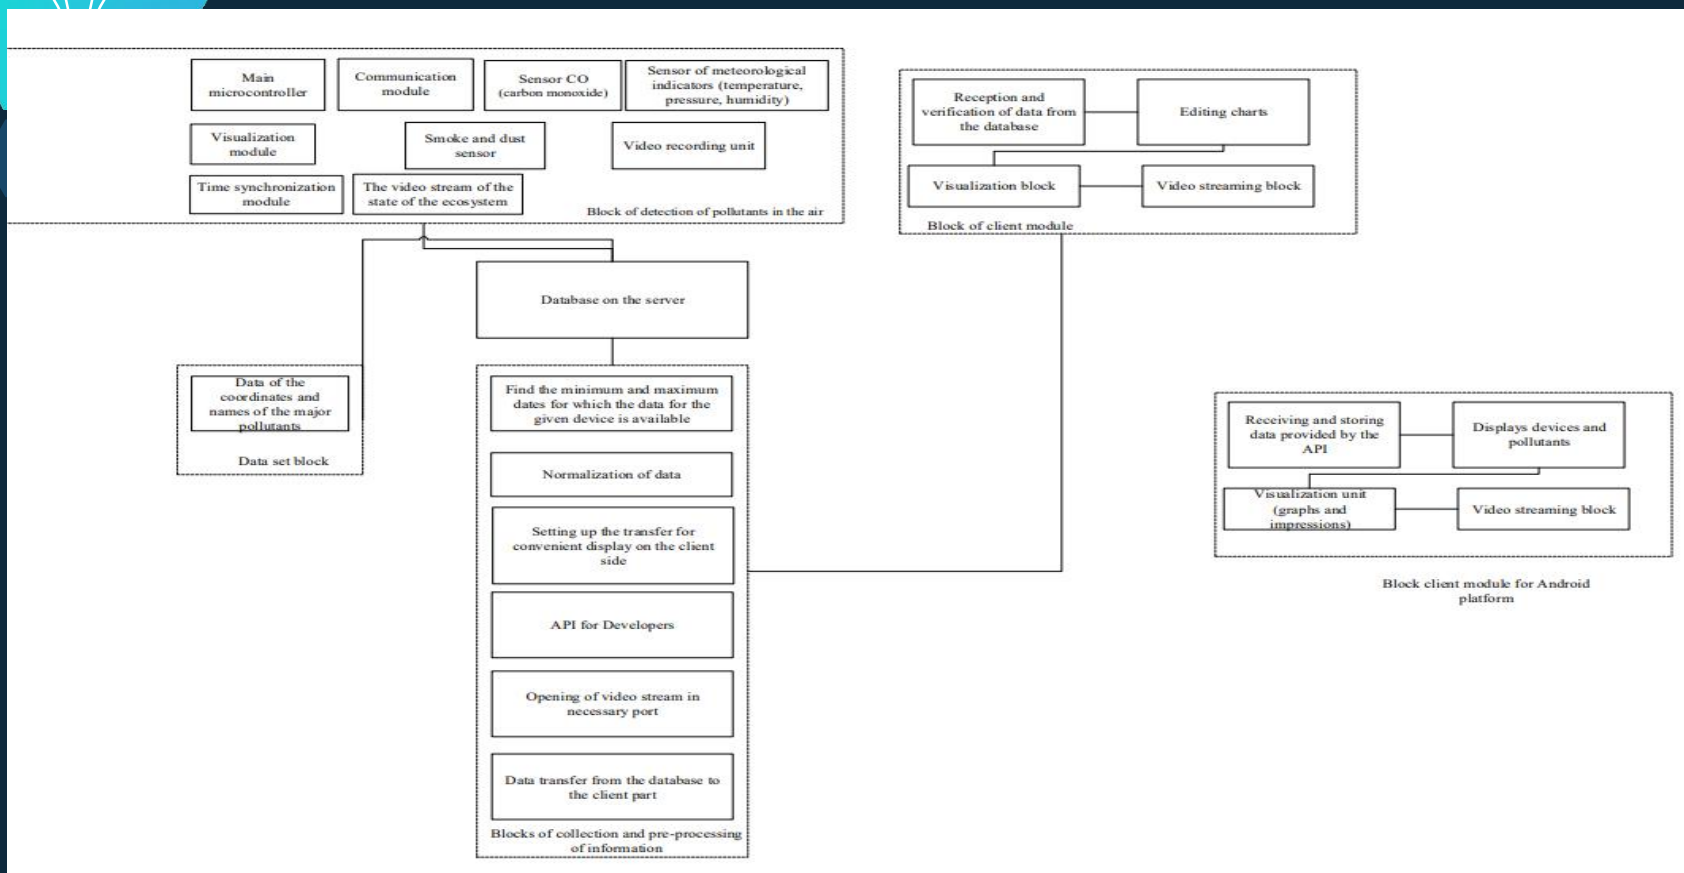 Main
microcontroller
Communication
module
Sensor CO
(carbon monoxide)
Sensor of meteorological
indicators (temperature,
pressure, humidity)
Visualization
module
Smoke and dust
sensor
Video recording unit
Time synchronization
module
The video stream of the
state of the ecosystem
Block of detection of pollutants in the air
Reception and
verification of data from
the database
Editing charts
Visualization block
Video streaming block
Block of client module
Database on the server
Data of the
coordinates and
names of the major
pollutants
Data set block
Find the minimum and maximum
dates for which the data for the
given device is available
Normalization of data
Setting up the transfer for
convenient display on the client
side
API for Developers
Opening of video stream in
necessary port
Data transfer from the database to
the client part
Blocks of collection and pre-processing
of information
Receiving and storing
data provided by the
API
Displays devices and
pollutants
Visualization unit
(graphs and
impressions)
Video streaming block
Block client module for Android
platform